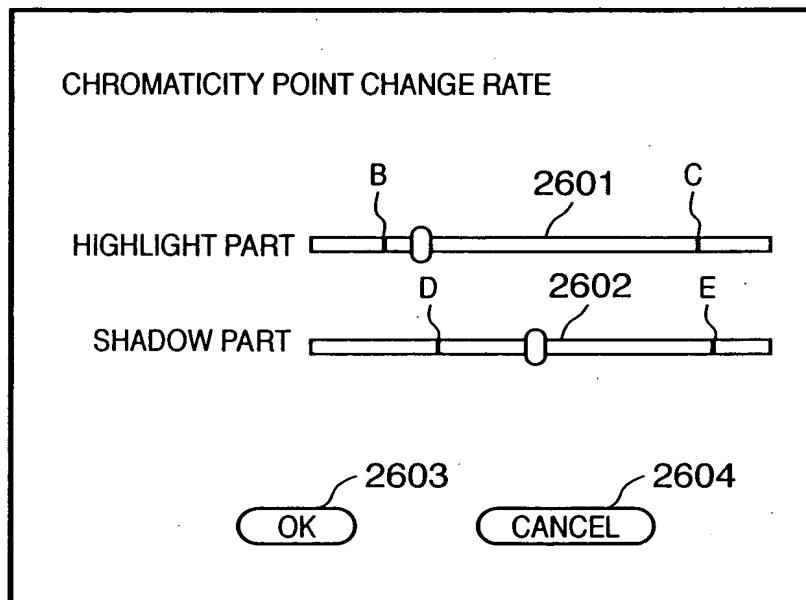 CHROMATICITY POINT CHANGE RATE
B 2601 C
HIGHLIGHT PART
D 2602 E
SHADOW PART
2603 2604
OK CANCEL